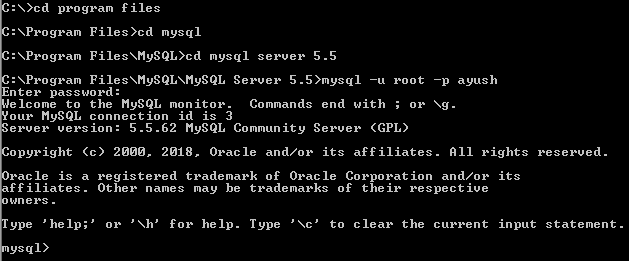 C:\>cd program files
C:\Program Files>cd mysql
C:\Program Files\MySQL>cd mysql server 5.5
C:\Program Files\MySQL\MySQL Server 5.5>mysql -u root -p ayush
Enter password:
Welcome to the MySQL monitor.  Commands end with ; or \g.
Your MySQL connection id is 3
Server version: 5.5.62 MySQL Community Server (GPL)
Copyright (c) 2000, 2018, Oracle and/or its affiliates. All rights reserved.
Oracle is a registered trademark of Oracle Corporation and/or its
affiliates. Other names may be trademarks of their respective
owners.
Type 'help;' or '\h' for help. Type '\c' to clear the current input statement.
mysql>